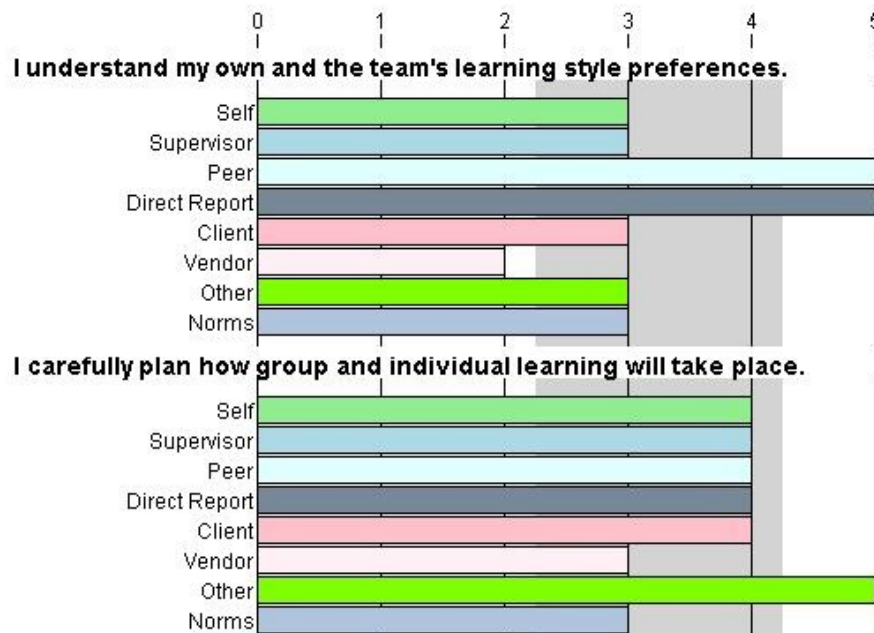 0 1 2 3 4 5
I understand my own and the team's learning style preferences.
Self
Supervisor
Peer
Direct Report
Client
Vendor
Other
Norms
I carefully plan how group and individual learning will take place.
Self
Supervisor
Peer
Direct Report
Client
Vendor
Other
Norms